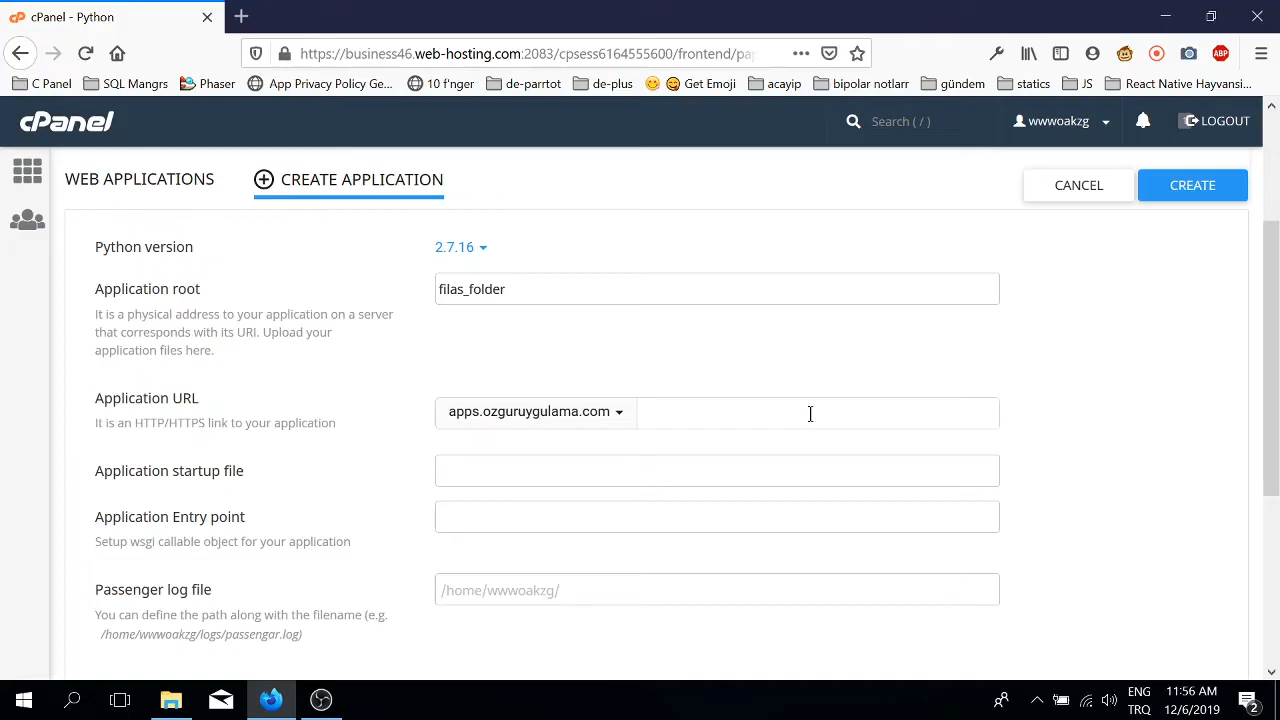 cPanel - Python
https://business46.web-hosting.com:2083/cpsess6164555600/frontend/pa
ABP
C Panel
SQL Mangrs
Phaser
App Privacy Policy Ge...
10 f'nger
de-parrtot
de-plus
Get Emoji
acayip
bipolar notlarr
gündem
statics
JS
React Native Hayvansi...
cPanel
Search ( / )
wwwoakzg
LOGOUT
WEB APPLICATIONS
CREATE APPLICATION
CANCEL
CREATE
Python version
2.7.16
Application root
filas_folder
It is a physical address to your application on a server
that corresponds with its URI. Upload your
application files here.
Application URL
apps.ozguruygulama.com
It is an HTTP/HTTPS link to your application
Application startup file
Application Entry point
Setup wsgi callable object for your application
Passenger log file
/home/wwwoakzg/
You can define the path along with the filename (e.g.
/home/wwwoakzg/logs/passengar.log)
ENG
TRQ
11:56 AM
12/6/2019
2